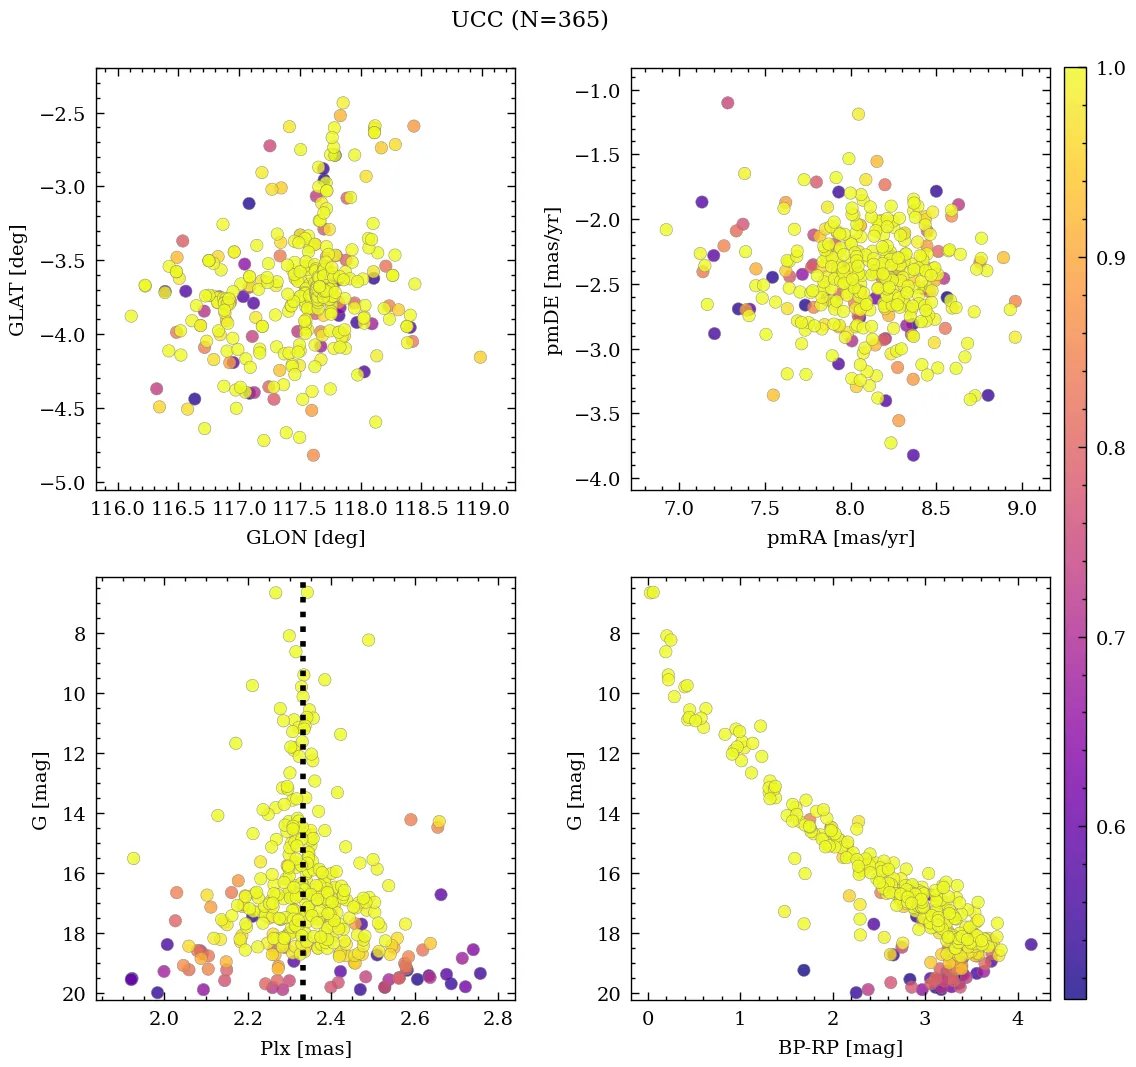 UCC (N=365)
−2.5
−3.0
−3.5
−4.0
−4.5
−5.0
GLAT [deg]
116.0 116.5 117.0 117.5 118.0 118.5 119.0
GLON [deg]
−1.0
−1.5
−2.0
−2.5
−3.0
−3.5
−4.0
pmDE [mas/yr]
7.0 7.5 8.0 8.5 9.0
pmRA [mas/yr]
1.0
0.9
0.8
0.7
0.6
8
10
12
14
16
18
20
G [mag]
2.0 2.2 2.4 2.6 2.8
Plx [mas]
8
10
12
14
16
18
20
G [mag]
0 1 2 3 4
BP-RP [mag]